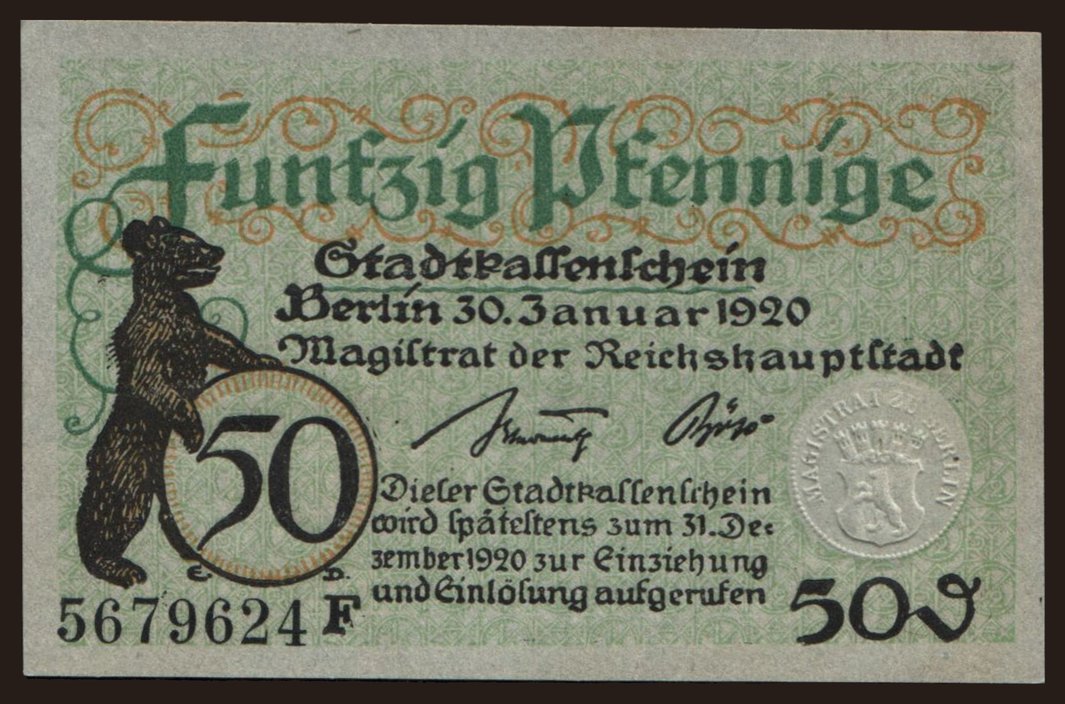 Fünfzig Pfennige
Stadtkassenschein
Berlin 30. Januar 1920
Magistrat der Reichshauptstadt
50
MAGISTRAT ZU BERLIN
Dieser Stadtkassenschein
wird spätestens zum 31. De=
zember 1920 zur Einziehung
und Einlösung aufgerufen
E. D.
5679624 F
50 ₰